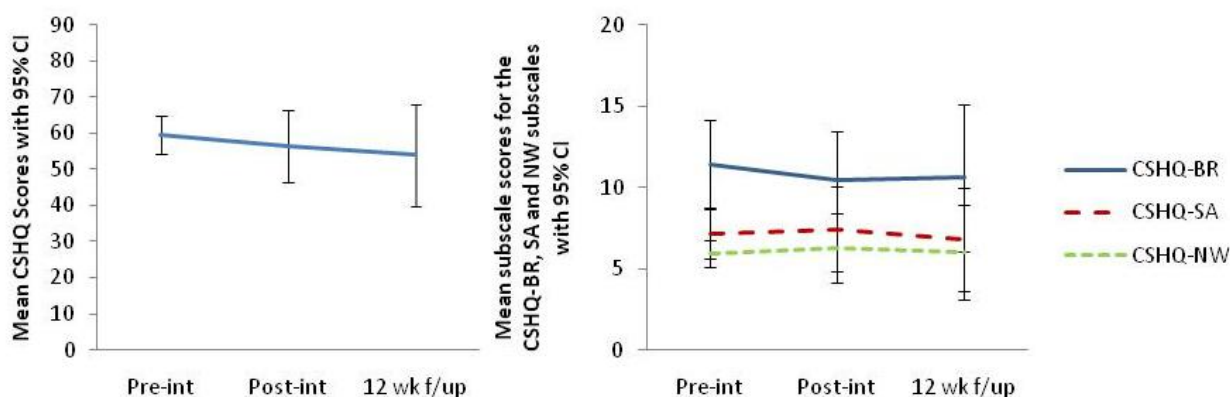 Mean CSHQ Scores with 95% CI
90
80
70
60
50
40
30
20
10
0
Pre-int Post-int 12 wk f/up
Mean subscale scores for the
CSHQ-BR, SA and NW subscales
with 95% CI
20
15
10
5
0
Pre-int Post-int 12 wk f/up
CSHQ-BR
CSHQ-SA
CSHQ-NW